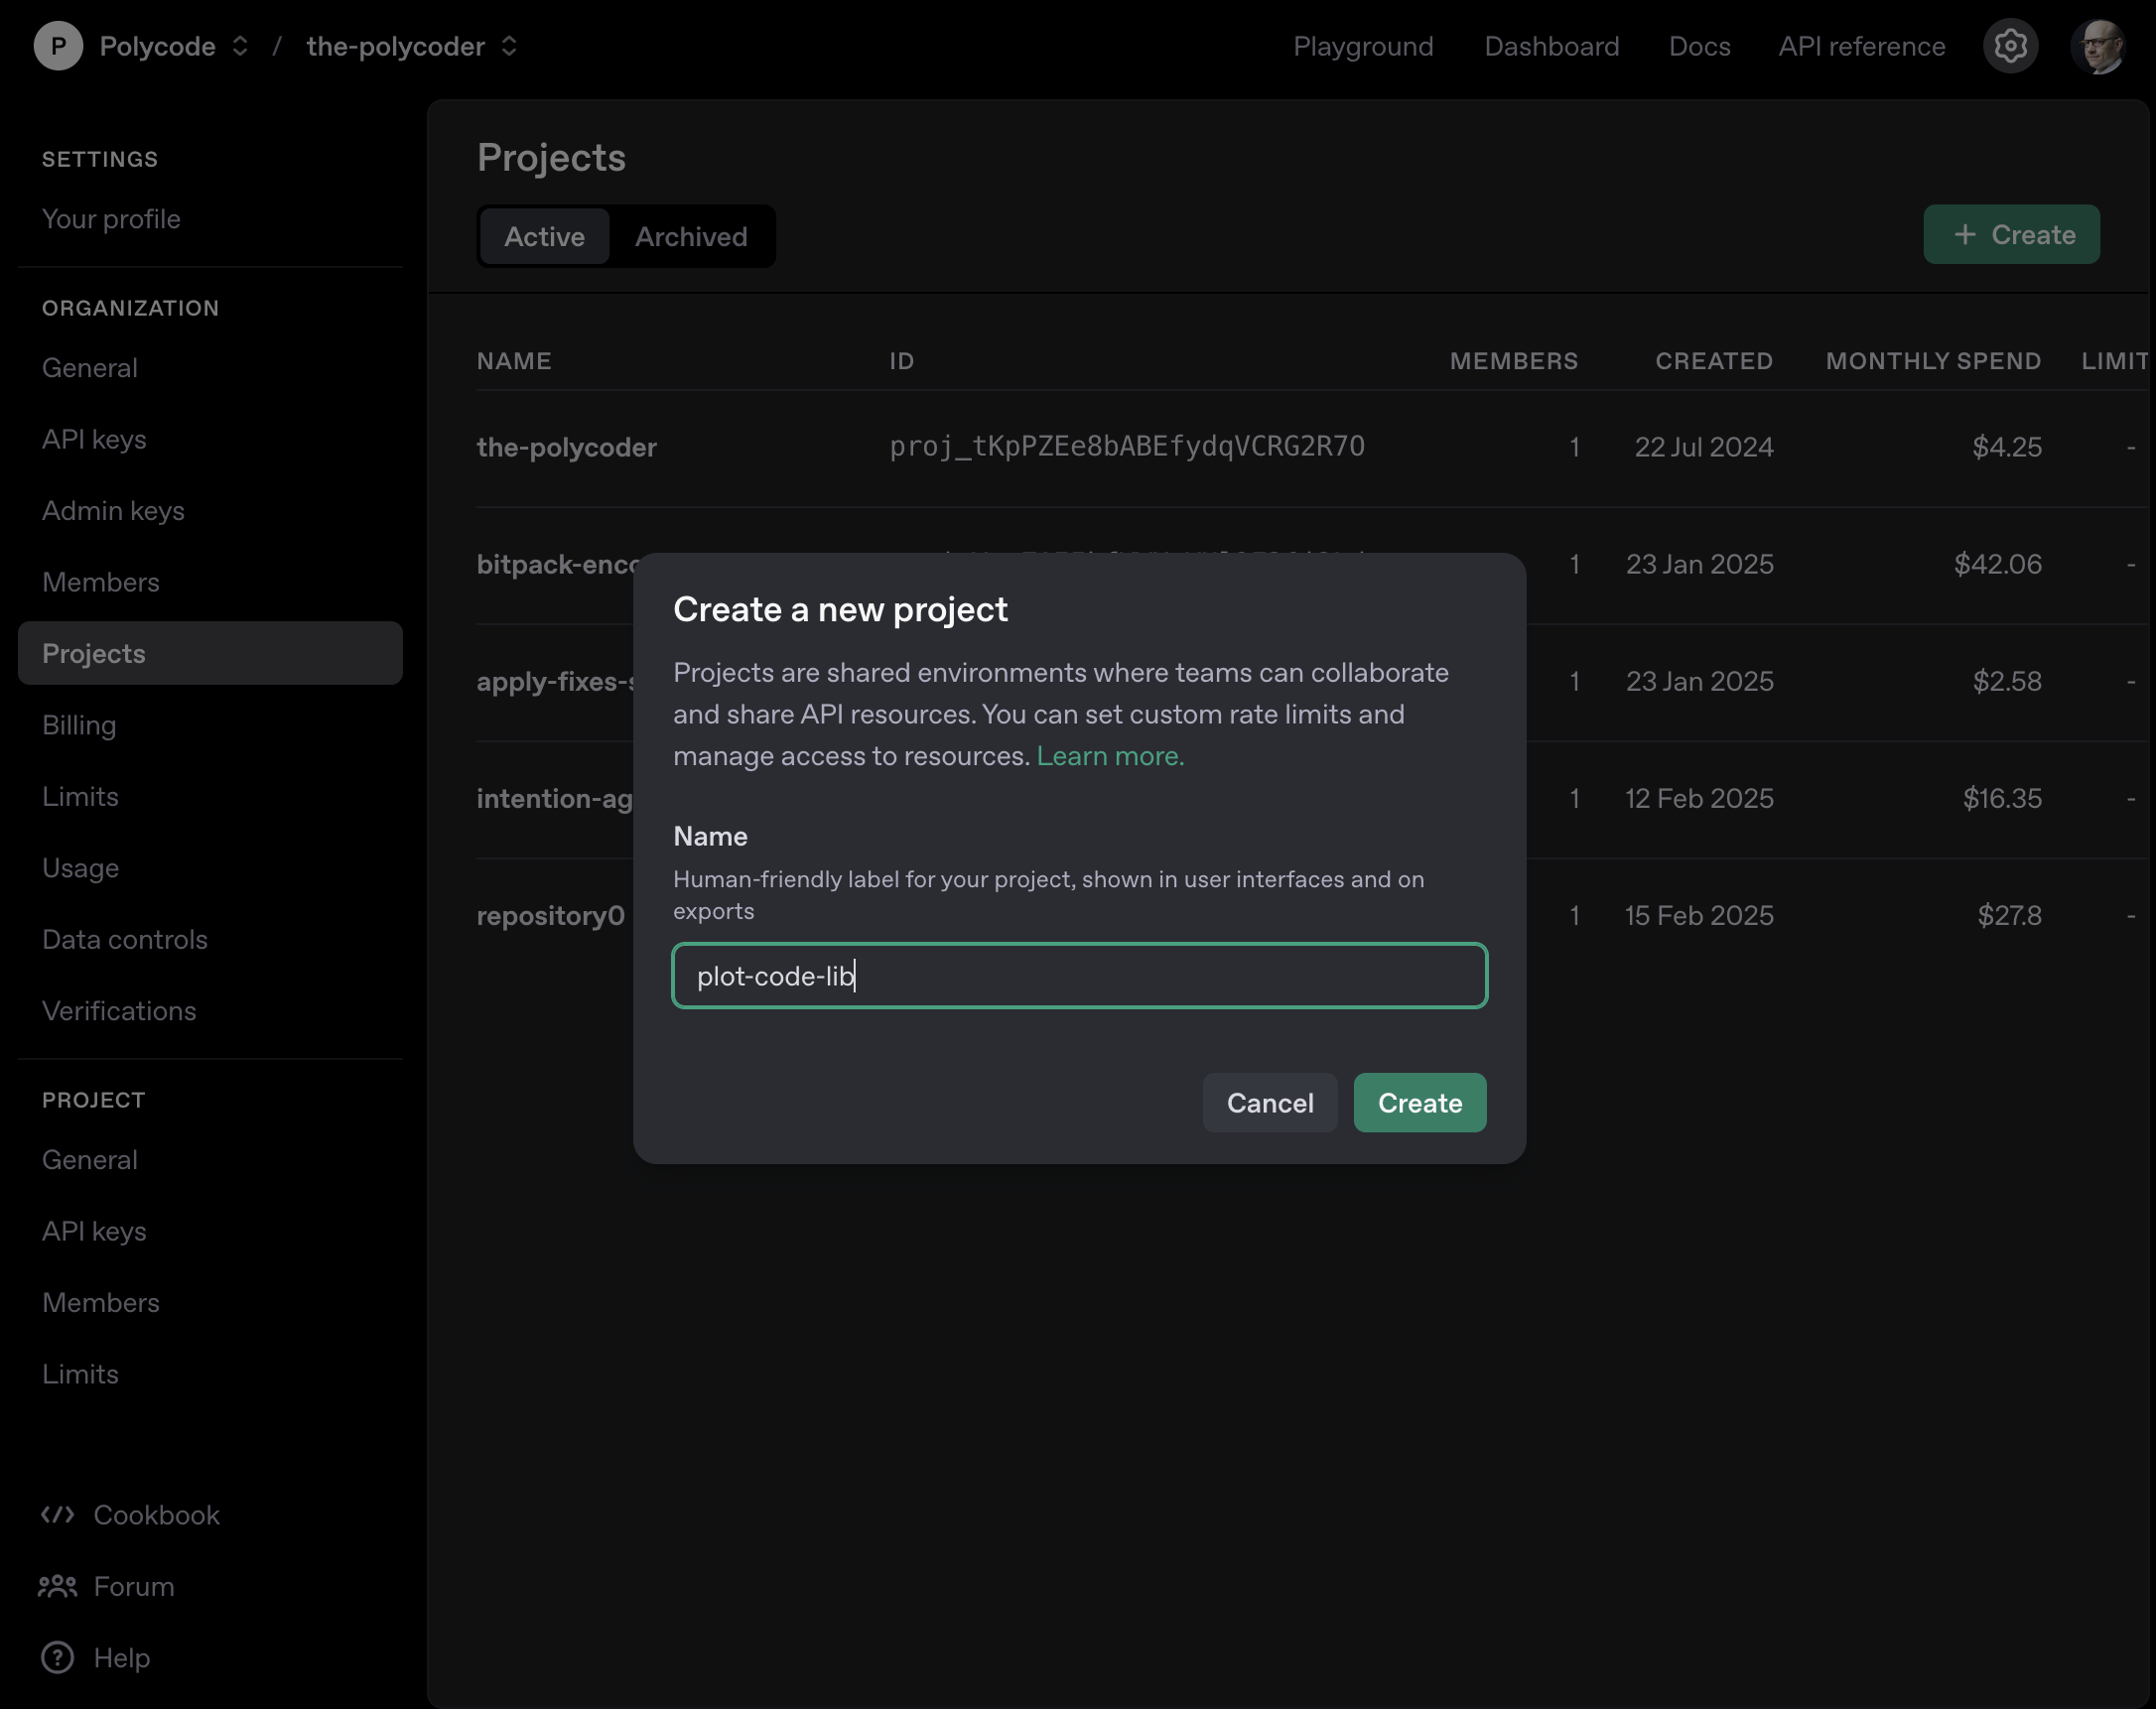 P Polycode / the-polycoder Playground Dashboard Docs API reference
SETTINGS
Your profile
ORGANIZATION
General
API keys
Admin keys
Members
Projects
Billing
Limits
Usage
Data controls
Verifications
PROJECT
General
API keys
Members
Limits
Cookbook
Forum
Help
Projects
Active Archived
+ Create
NAME ID MEMBERS CREATED MONTHLY SPEND LIMIT
the-polycoder proj_tKpPZEe8bABEfydqVCRG2R7O 1 22 Jul 2024 $4.25 -
bitpack-enco 1 23 Jan 2025 $42.06 -
apply-fixes-s 1 23 Jan 2025 $2.58 -
intention-ag 1 12 Feb 2025 $16.35 -
repository0 1 15 Feb 2025 $27.8 -
Create a new project
Projects are shared environments where teams can collaborate
and share API resources. You can set custom rate limits and
manage access to resources. Learn more.
Name
Human-friendly label for your project, shown in user interfaces and on
exports
plot-code-lib
Cancel Create